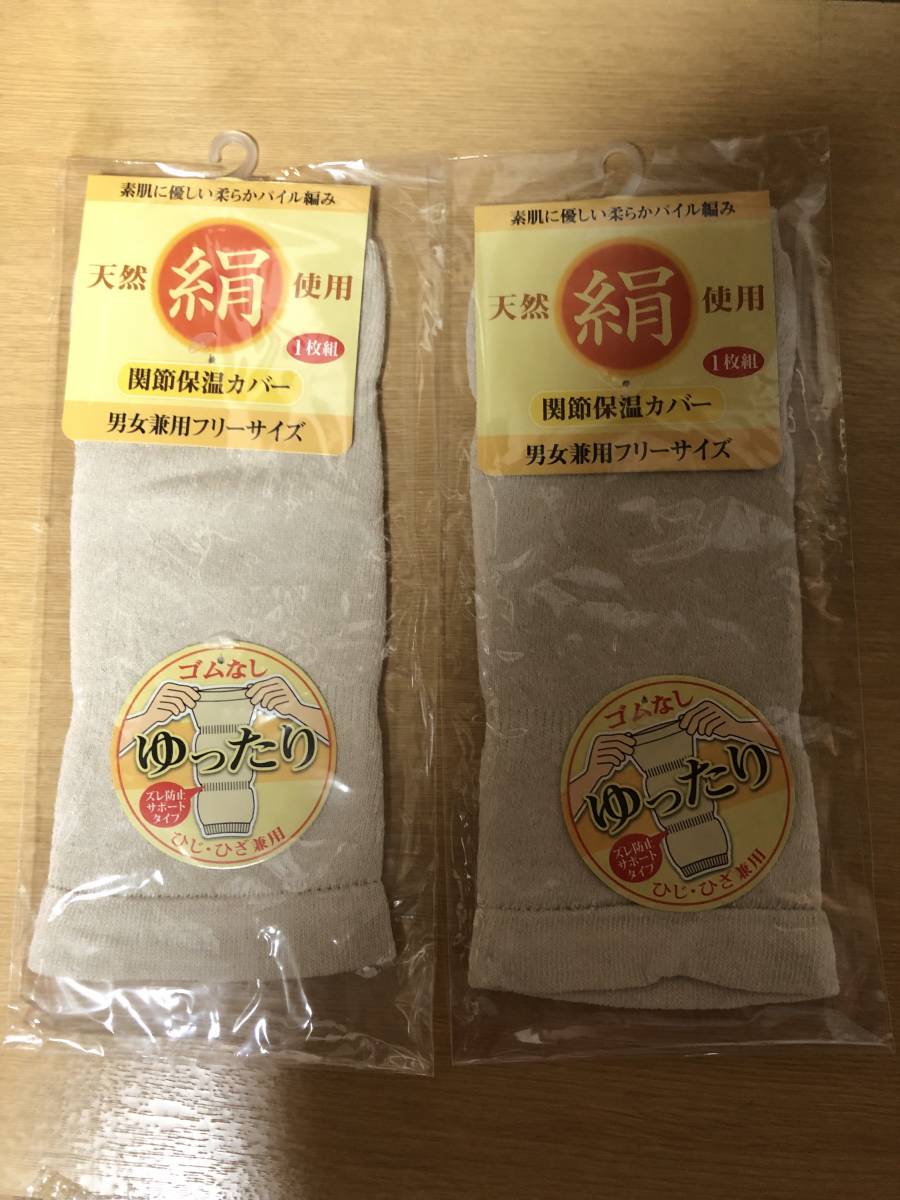 素肌に優しい柔らかパイル編み
天然 絹 使用
1枚組
関節保温カバー
男女兼用フリーサイズ
ゴムなし
ゆったり
ズレ防止
サポート
タイプ
ひじ・ひざ兼用
素肌に優しい柔らかパイル編み
天然 絹 使用
1枚組
関節保温カバー
男女兼用フリーサイズ
ゴムなし
ゆったり
ズレ防止
サポート
タイプ
ひじ・ひざ兼用